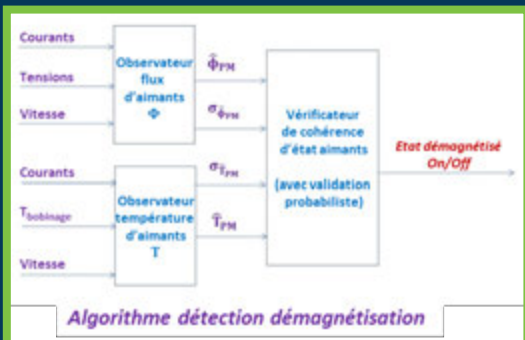 Courants
Tensions
Vitesse
Observateur
flux
d'aimants
Φ
Φ̂PM
σΦ̂PM
Courants
Tbobinage
Vitesse
Observateur
température
d'aimants
T
σT̂PM
T̂PM
Vérificateur
de cohérence
d'état aimants
(avec validation
probabiliste)
Etat démagnétisé
On/Off
Algorithme détection démagnétisation